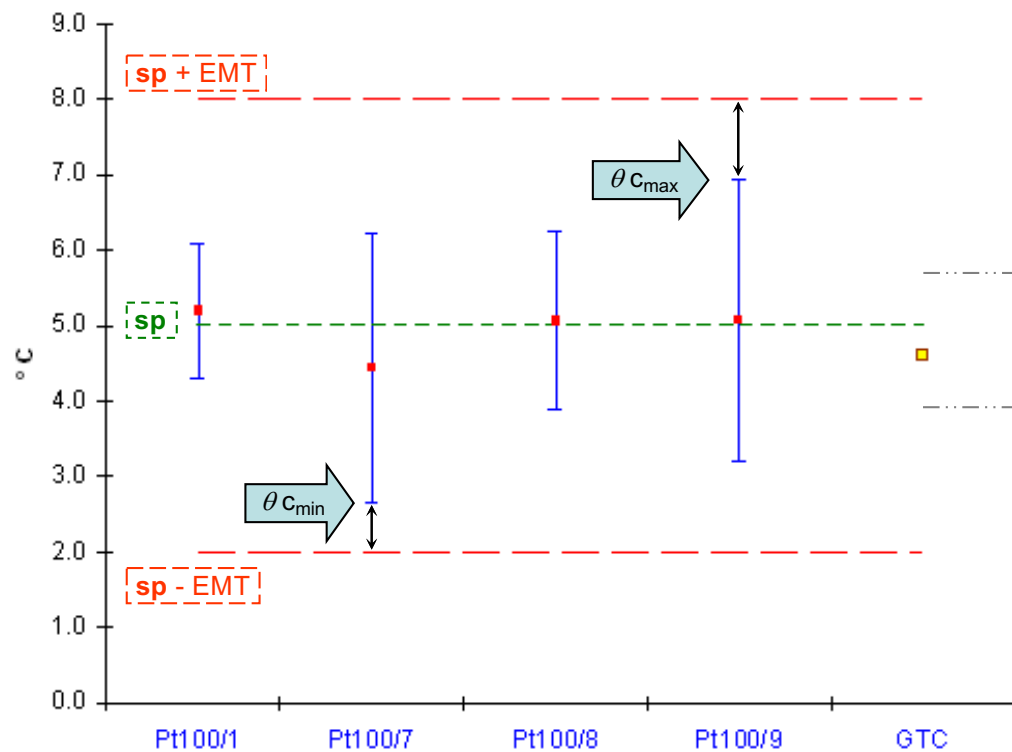 9.0
sp + EMT
8.0
7.0
θ cmax
6.0
sp
5.0
°C
4.0
3.0
θ cmin
2.0
sp - EMT
1.0
0.0
Pt100/1 Pt100/7 Pt100/8 Pt100/9 GTC